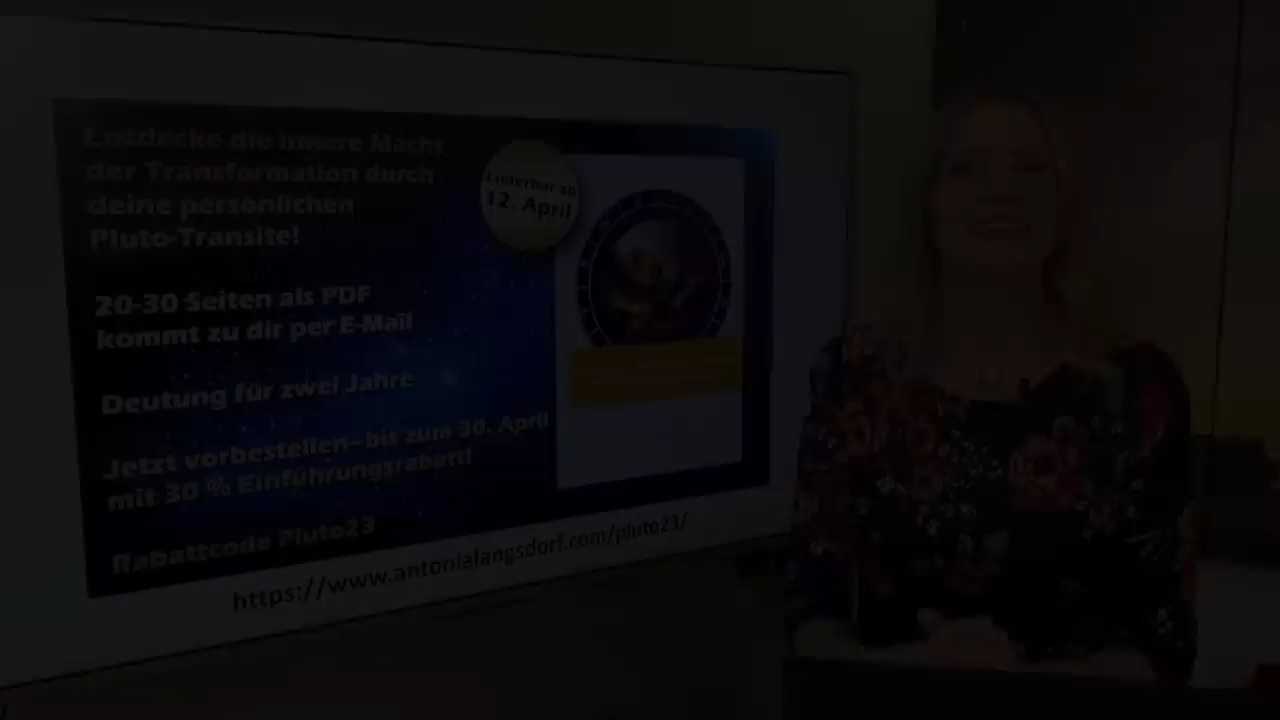 Entdecke die innere Macht
der Transformation durch
deine persönlichen
Pluto-Transite!
Lieferbar ab
12. April
20-30 Seiten als PDF
kommt zu dir per E-Mail
Deutung für zwei Jahre
Jetzt vorbestellen–bis zum 30. April
mit 30 % Einführungsrabatt!
Rabattcode Pluto23
https://www.antonialangsdorf.com/pluto23/